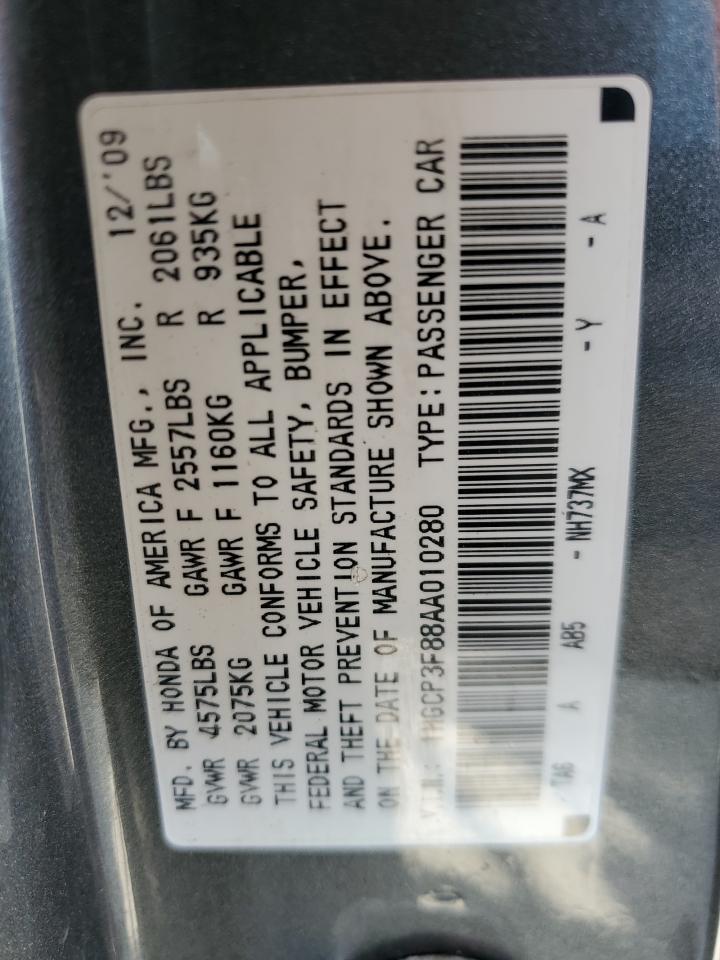 MFD. BY HONDA OF AMERICA MFG., INC. 12/'09
GVWR 4575LBS GAWR F 2557LBS R 2061LBS
GVWR 2075KG GAWR F 1160KG R 935KG
THIS VEHICLE CONFORMS TO ALL APPLICABLE
FEDERAL MOTOR VEHICLE SAFETY, BUMPER,
AND THEFT PREVENTION STANDARDS IN EFFECT
ON THE DATE OF MANUFACTURE SHOWN ABOVE.
V.I.N.: 1HGCP3F88AA010280 TYPE:PASSENGER CAR
TA6 A AB5 - NH737MX - Y - A